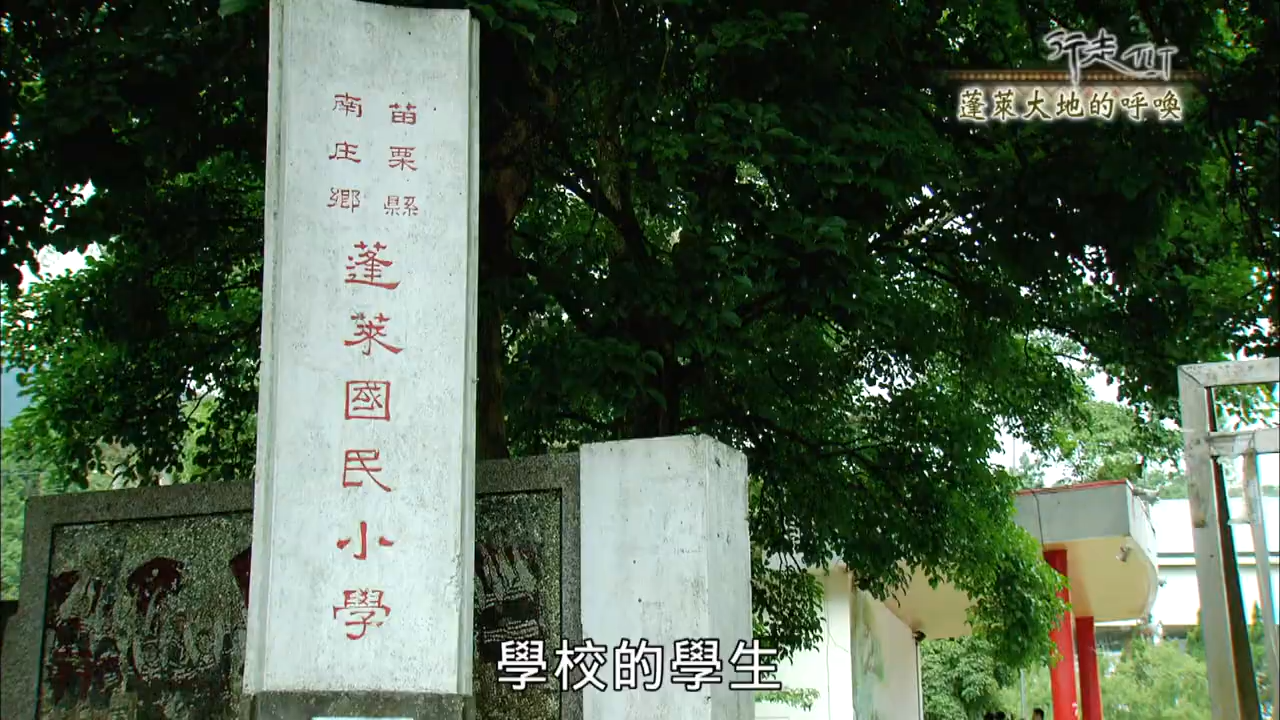 苗栗縣
南庄鄉
蓬萊國民小學
行走TIT
蓬萊大地的呼喚
學校的學生